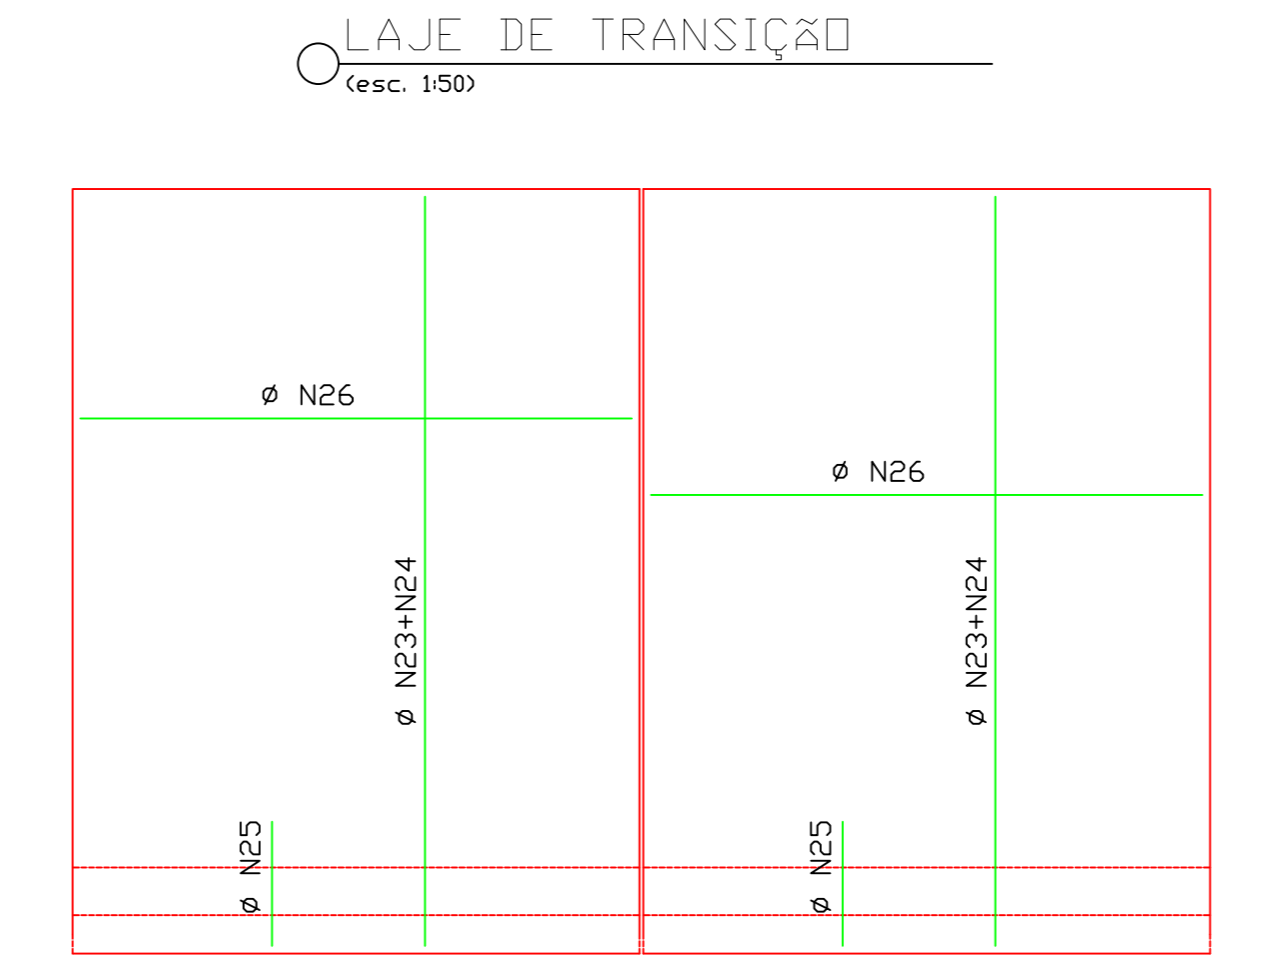 LAJE DE TRANSIÇÃO
(esc. 1:50)
ø N26
ø N26
ø N23+N24
ø N23+N24
ø N25
ø N25